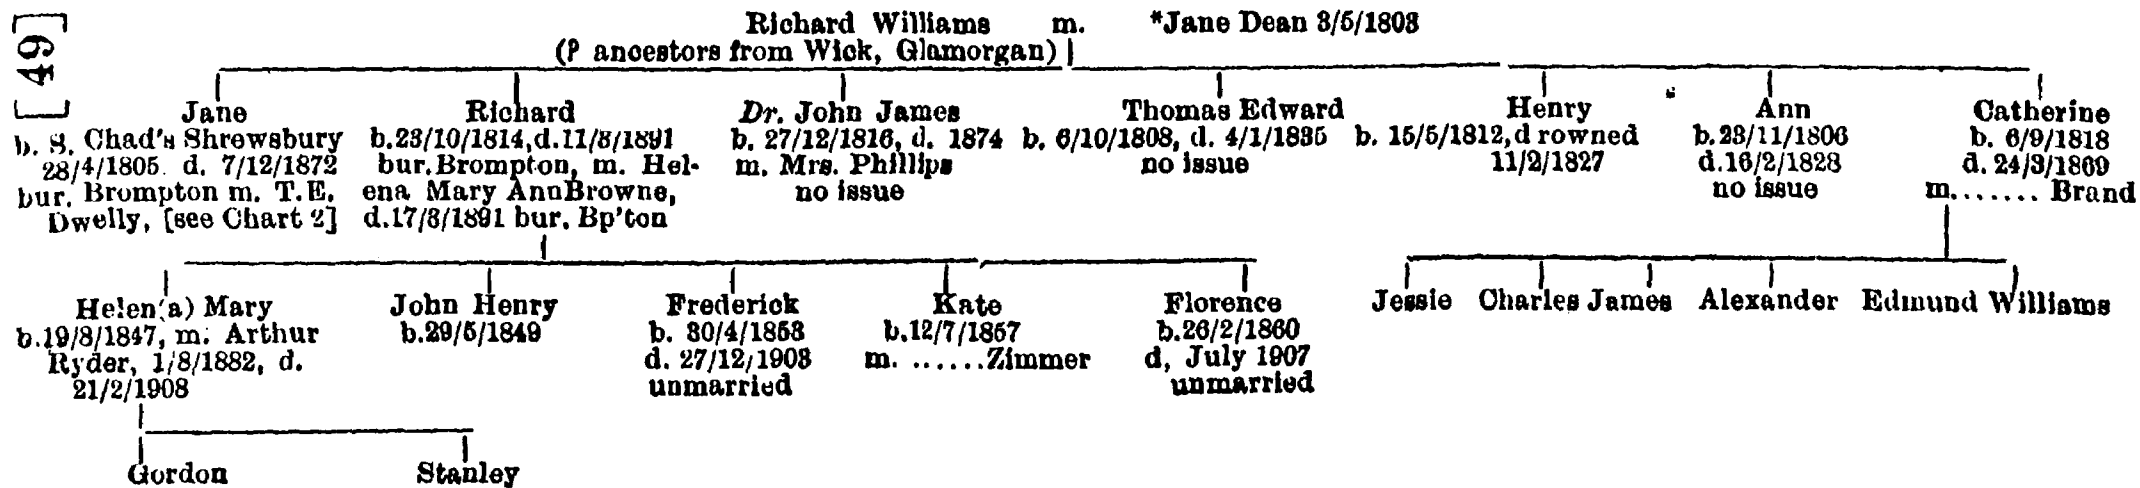 [49]
Richard Williams m. *Jane Dean 3/5/1803
(? ancestors from Wick, Glamorgan)
Jane
b. S. Chad's Shrewsbury
28/4/1805. d. 7/12/1872
bur. Brompton m. T.E.
Dwelly, [see Chart 2]
Richard
b.23/10/1814,d.11/8/1891
bur.Brompton, m. Hel-
ena Mary AnnBrowne,
d.17/8/1891 bur. Bp'ton
Dr. John James
b. 27/12/1816, d. 1874
m. Mrs. Phillips
no issue
Thomas Edward
b. 6/10/1808, d. 4/1/1835
no issue
Henry
b. 15/5/1812,d rowned
11/2/1827
Ann
b.23/11/1806
d.16/2/1828
no issue
Catherine
b. 6/9/1818
d. 24/3/1869
m....... Brand
Helen(a) Mary
b.19/8/1847, m. Arthur
Ryder, 1/8/1882, d.
21/2/1908
John Henry
b.29/5/1849
Frederick
b. 30/4/1853
d. 27/12/1903
unmarried
Kate
b.12/7/1857
m. ......Zimmer
Florence
b.26/2/1860
d, July 1907
unmarried
Jessie Charles James Alexander Edmund Williams
Gordon Stanley